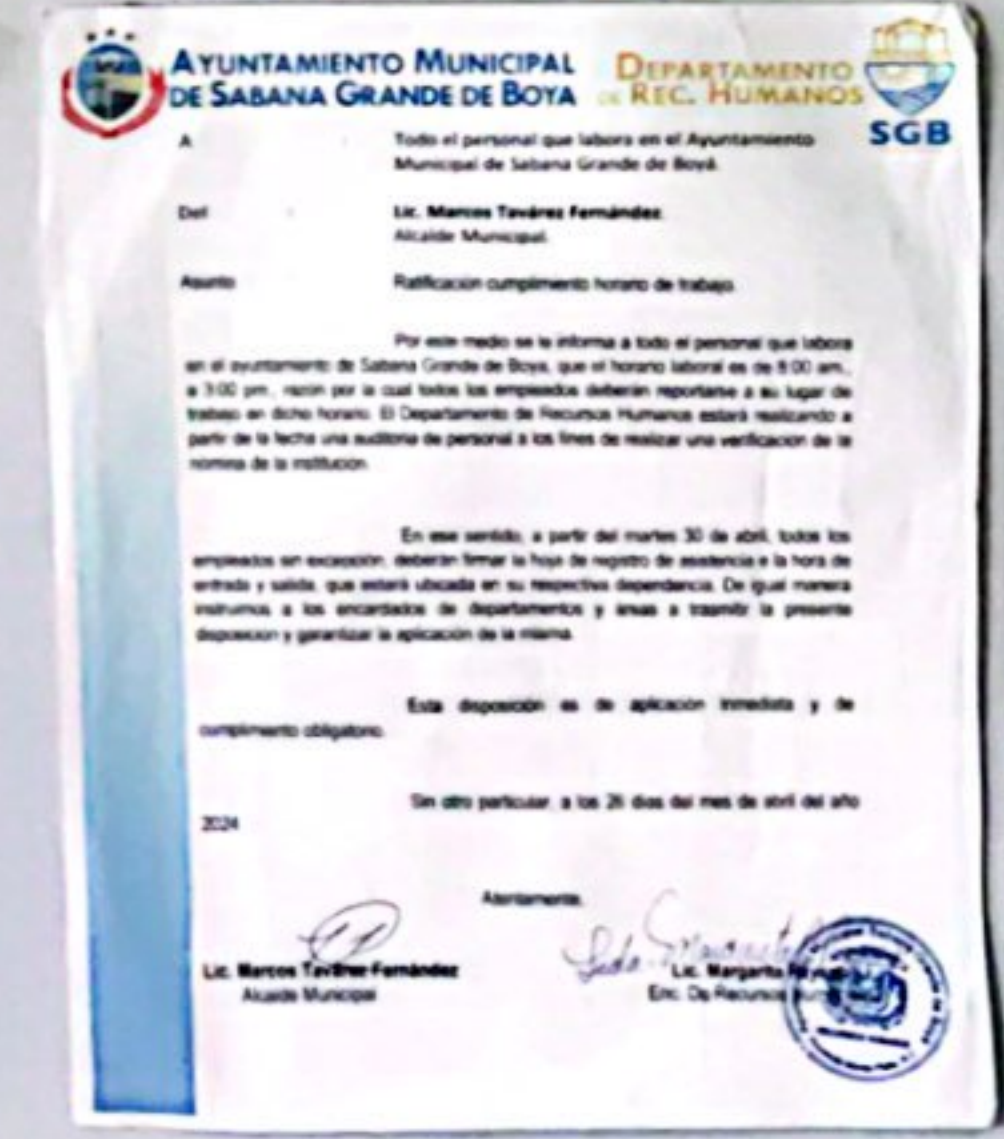 AYUNTAMIENTO MUNICIPAL
DE SABANA GRANDE DE BOYA
DEPARTAMENTO
DE REC. HUMANOS
SGB
A : Todo el personal que labora en el Ayuntamiento
Municipal de Sabana Grande de Boyá.
Del : Lic. Marcos Tavárez Fernández
Alcalde Municipal.
Asunto Ratificación cumplimento horario de trabajo.
Por este medio se le informa a todo el personal que labora
en el ayuntamiento de Sabana Grande de Boya, que el horario laboral es de 8:00 am.,
a 3:00 pm., razón por la cual todos los empleados deberán reportarse a su lugar de
trabajo en dicho horario. El Departamento de Recursos Humanos estará realizando a
partir de la fecha una auditoria de personal a los fines de realizar una verificación de la
nómina de la institución.
En ese sentido, a partir del martes 30 de abril, todos los
empleados sin excepción, deberán firmar la hoja de registro de asistencia a la hora de
entrada y salida, que estará ubicada en su respectiva dependencia. De igual manera
instruimos a los encardados de departamentos y áreas a trasmitir la presente
disposición y garantizar la aplicación de la misma.
Esta disposición es de aplicación inmediata y de
cumplimiento obligatorio.
Sin otro particular, a los 26 días del mes de abril del año
2024
Atentamente,
Lic. Marcos Tavárez Fernández
Alcalde Municipal
Lic. Margarita
Enc. De Recursos